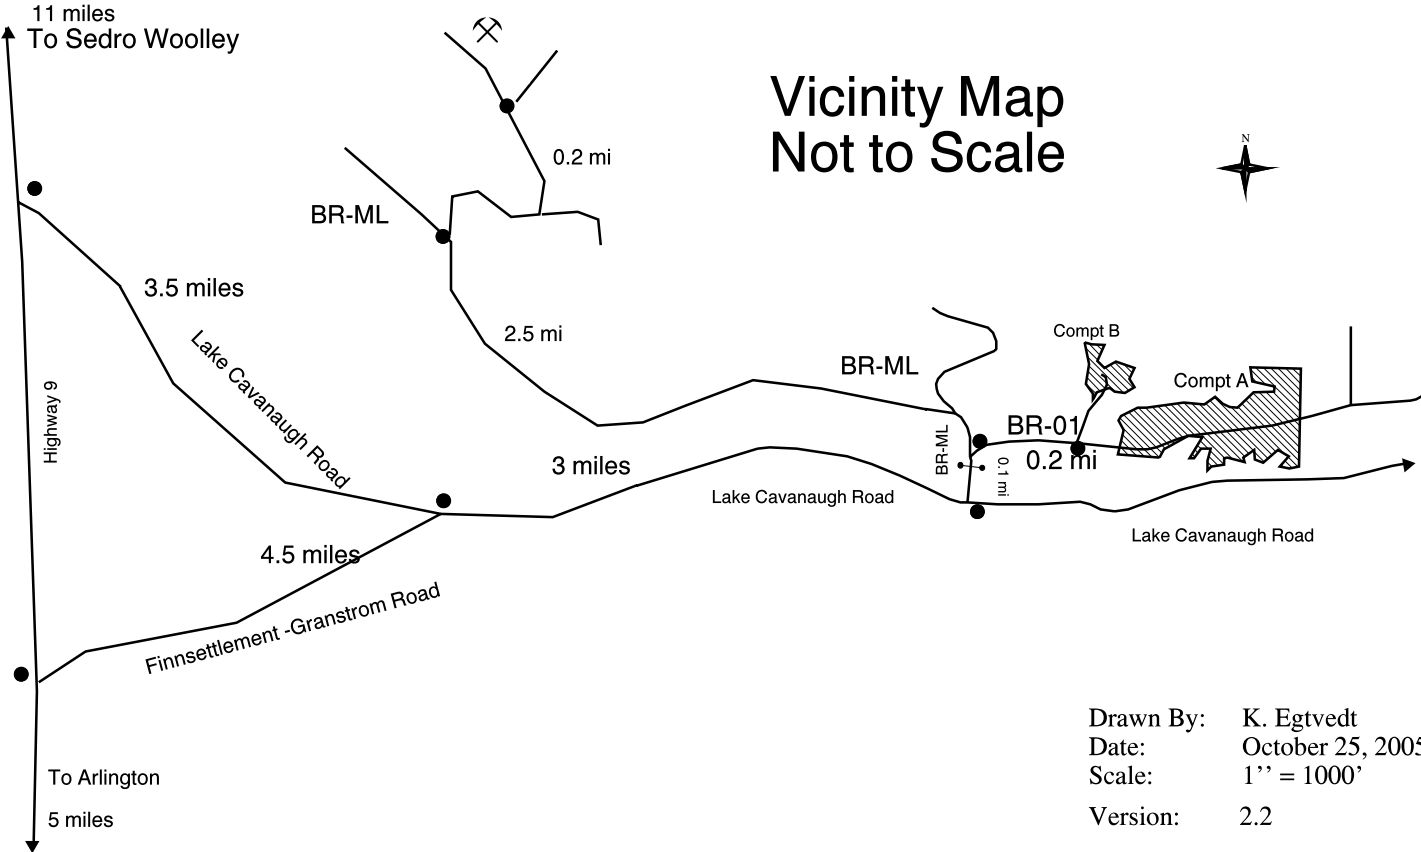 11 miles
To Sedro Woolley
Vicinity Map
Not to Scale
N
0.2 mi
BR-ML
3.5 miles
2.5 mi
Lake Cavanaugh Road
Highway 9
Compt B
BR-ML
Compt A
BR-01
BR-ML
0.2 mi
0.1 mi
3 miles
Lake Cavanaugh Road
Lake Cavanaugh Road
4.5 miles
Finnsettlement -Granstrom Road
Drawn By: K. Egtvedt
Date: October 25, 2005
Scale: 1’’ = 1000’
Version: 2.2
To Arlington
5 miles